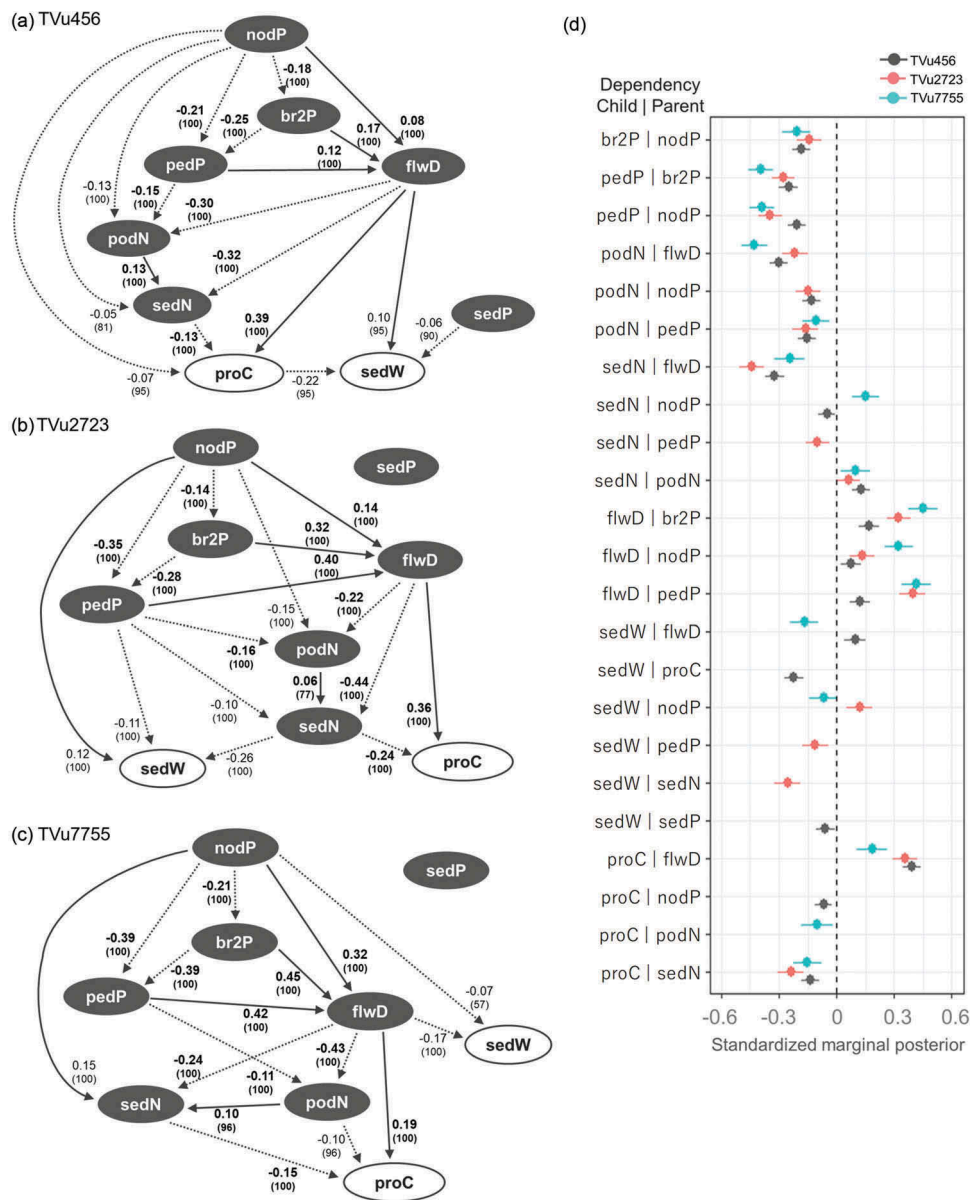 (a) TVu456
nodP
-0.18
(100)
-0.21
(100)
-0.25
(100)
br2P
0.17
(100)
0.08
(100)
0.12
(100)
pedP
flwD
-0.13
(100)
-0.15
(100)
-0.30
(100)
podN
0.13
(100)
-0.32
(100)
sedN
-0.05
(81)
sedP
-0.13
(100)
0.39
(100)
0.10
(95)
-0.06
(90)
-0.07
(95)
proC
-0.22
(95)
sedW
(b) TVu2723
nodP
sedP
-0.14
(100)
0.14
(100)
-0.35
(100)
br2P
0.32
(100)
flwD
-0.28
(100)
0.40
(100)
pedP
-0.15
(100)
-0.22
(100)
-0.16
(100)
podN
0.06
(77)
-0.44
(100)
-0.10
(100)
sedN
0.36
(100)
-0.11
(100)
0.12
(100)
sedW
-0.26
(100)
-0.24
(100)
proC
(c) TVu7755
nodP
sedP
-0.21
(100)
-0.39
(100)
br2P
0.32
(100)
-0.39
(100)
0.45
(100)
pedP
0.42
(100)
flwD
-0.07
(57)
-0.17
(100)
sedW
0.15
(100)
-0.24
(100)
-0.43
(100)
-0.11
(100)
sedN
podN
0.10
(96)
-0.10
(96)
0.19
(100)
-0.15
(100)
proC
(d)
TVu456
TVu2723
TVu7755
Dependency
Child | Parent
br2P | nodP
pedP | br2P
pedP | nodP
podN | flwD
podN | nodP
podN | pedP
sedN | flwD
sedN | nodP
sedN | pedP
sedN | podN
flwD | br2P
flwD | nodP
flwD | pedP
sedW | flwD
sedW | proC
sedW | nodP
sedW | pedP
sedW | sedN
sedW | sedP
proC | flwD
proC | nodP
proC | podN
proC | sedN
-0.6 -0.3 0 0.3 0.6
Standardized marginal posterior